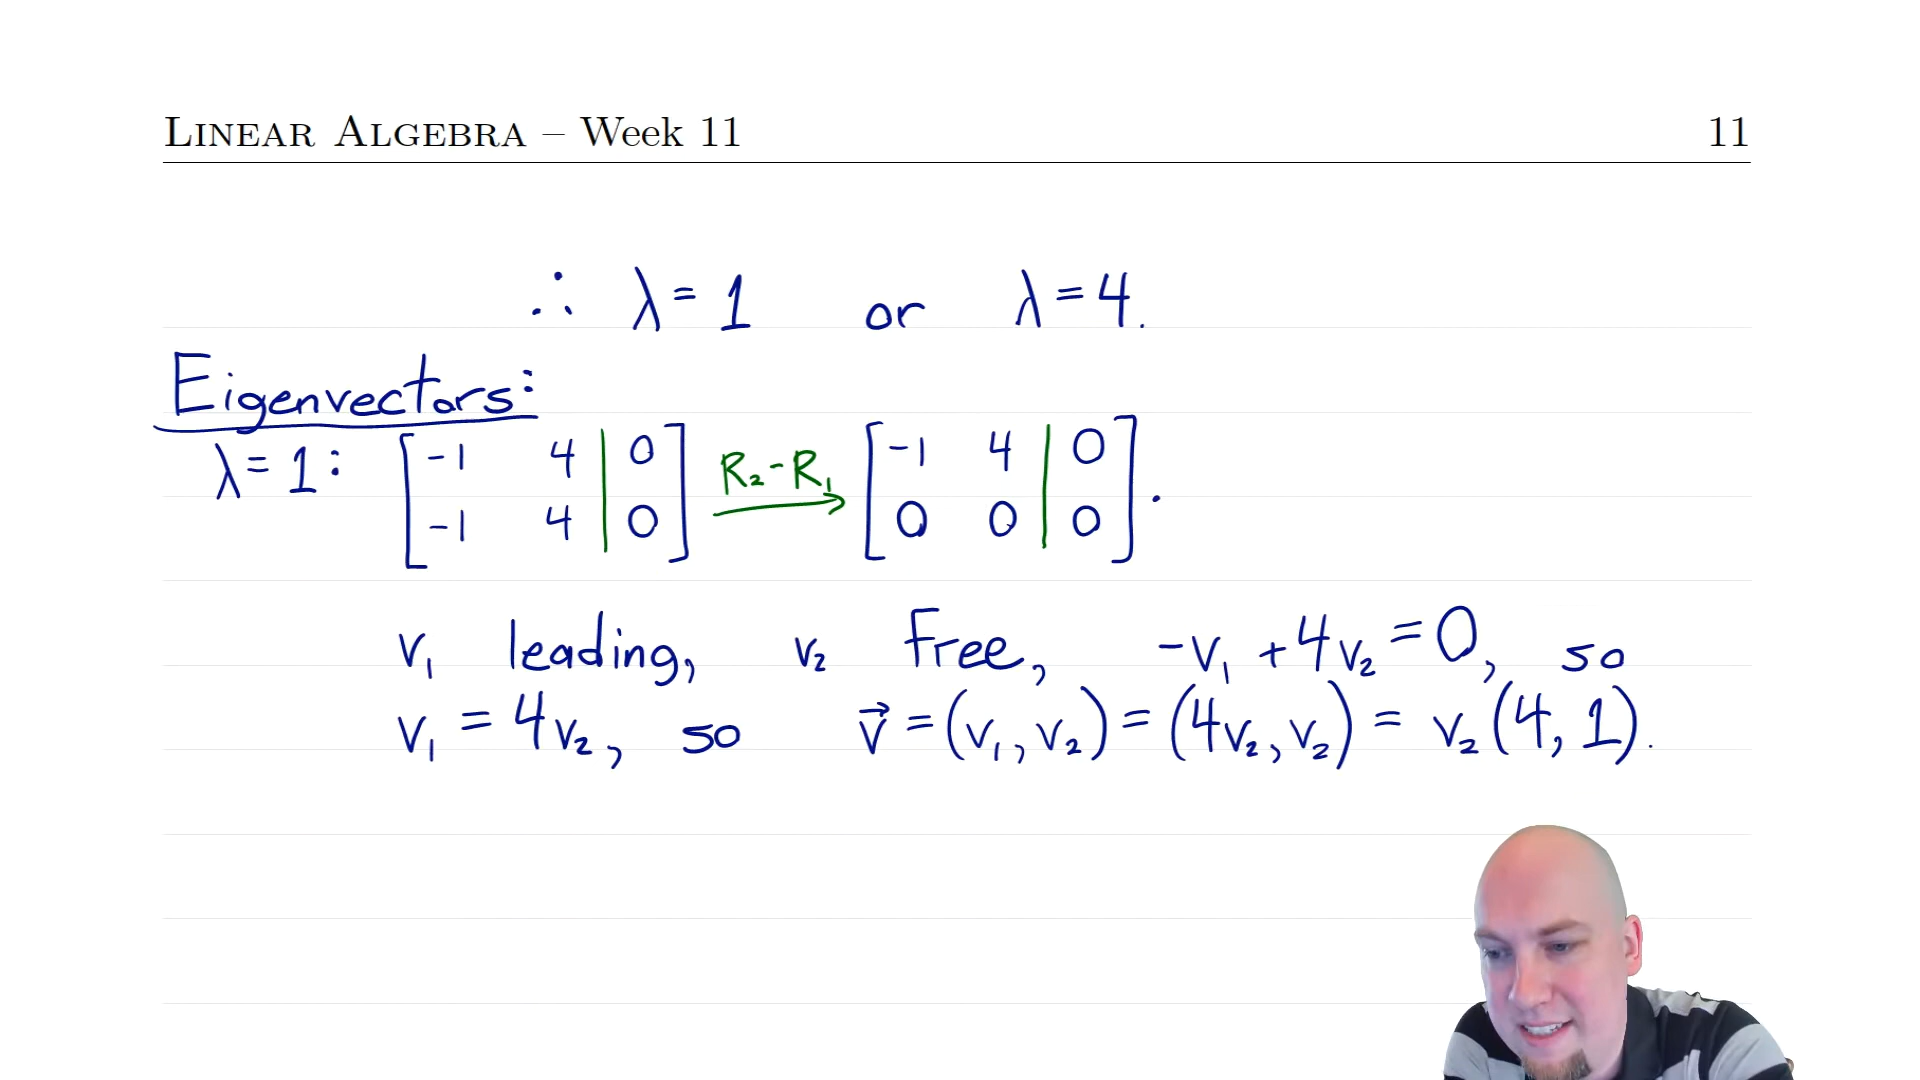 LINEAR ALGEBRA – Week 11 11
∴ λ = 1 or λ = 4.
Eigenvectors:
λ = 1: [ -1 4 | 0 ] R₂-R₁ [ -1 4 | 0 ]
[ -1 4 | 0 ] → [ 0 0 | 0 ].
v₁ leading, v₂ free, -v₁ + 4v₂ = 0, so
v₁ = 4v₂, so v⃗ = (v₁, v₂) = (4v₂, v₂) = v₂(4, 1).